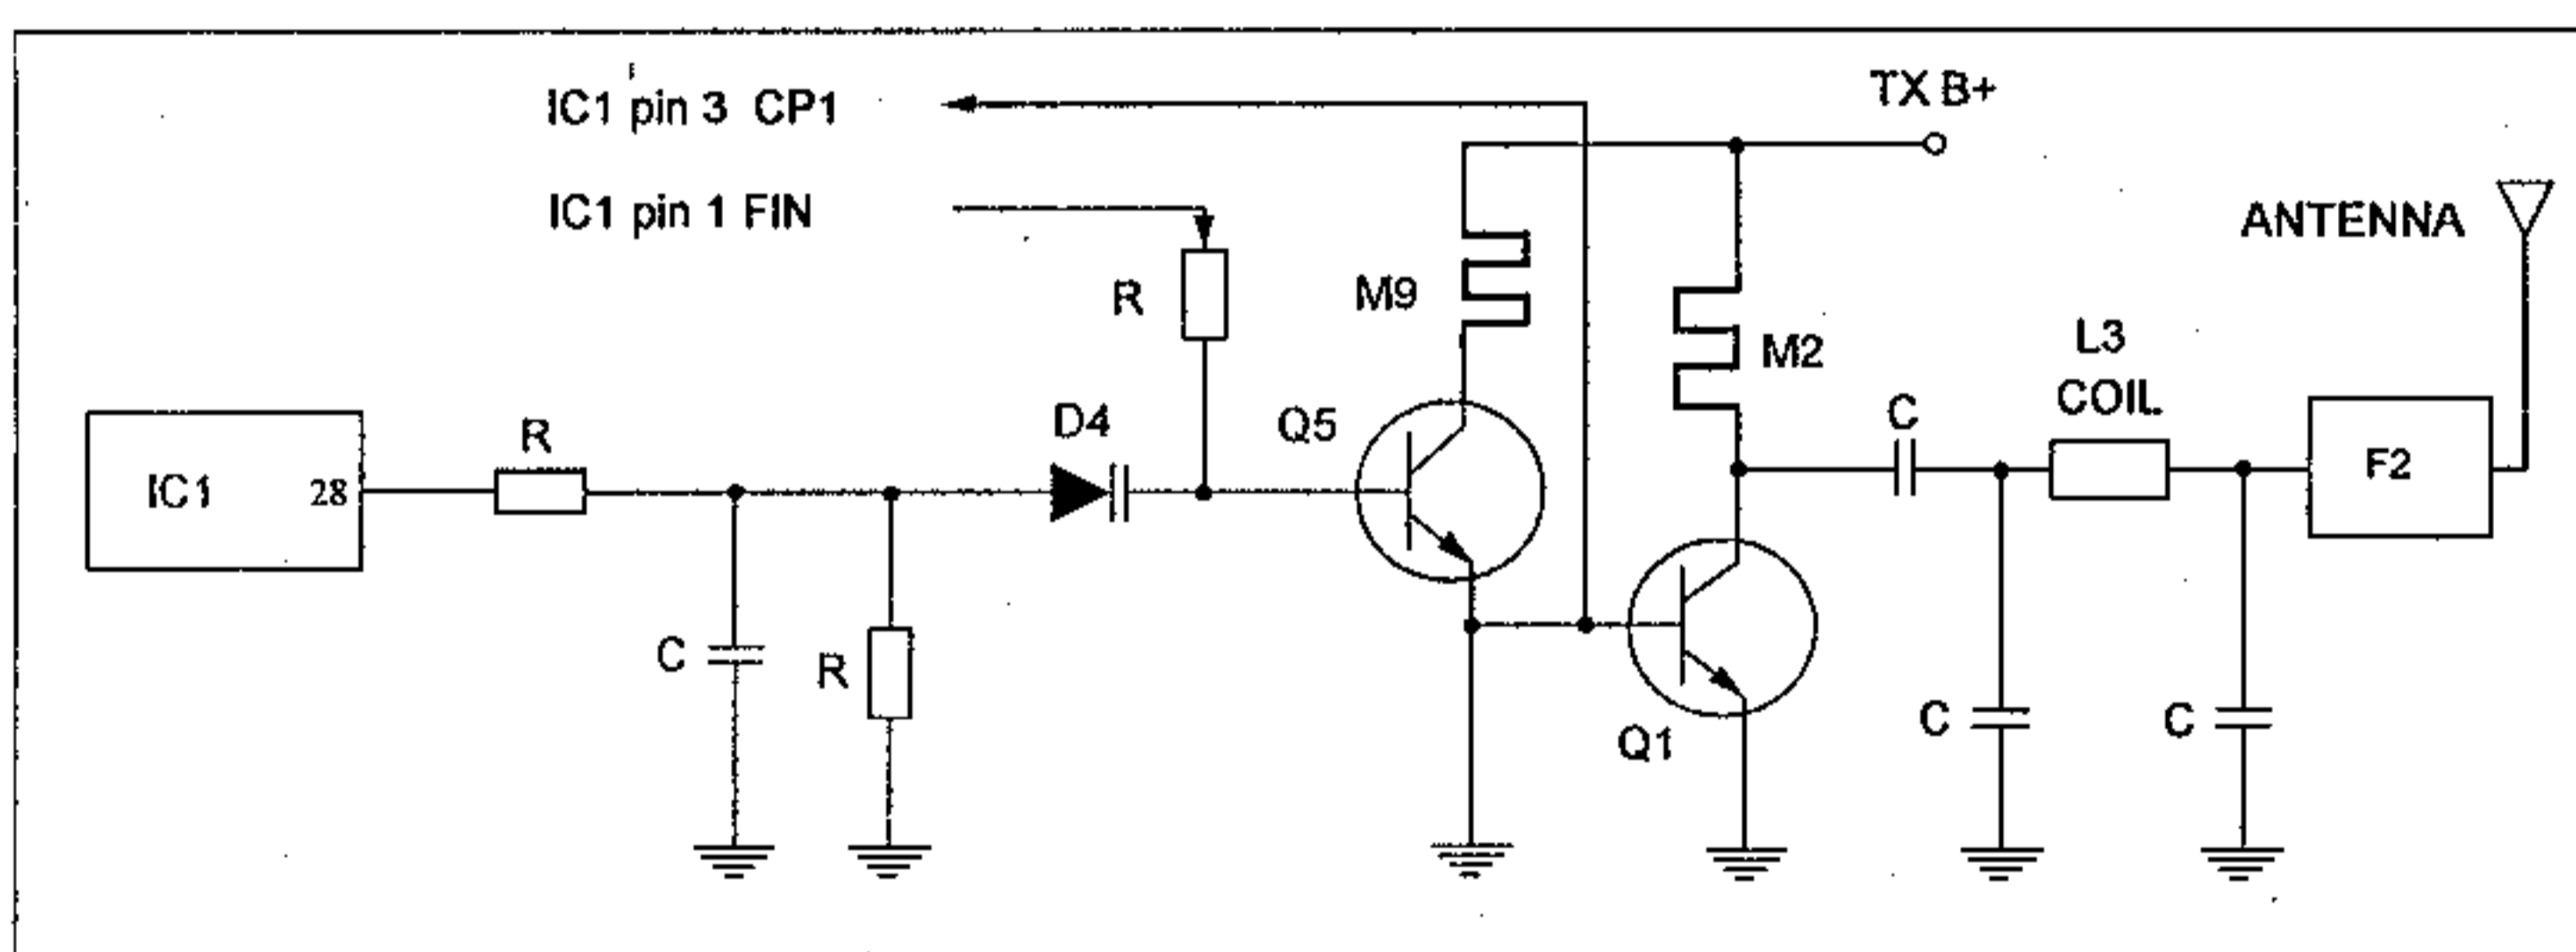 IC1 pin 3 CP1
TX B+
IC1 pin 1 FIN
ANTENNA
R
M9
M2
L3
COIL
C
D4
Q5
R
IC1
28
F2
C
R
Q1
C
C